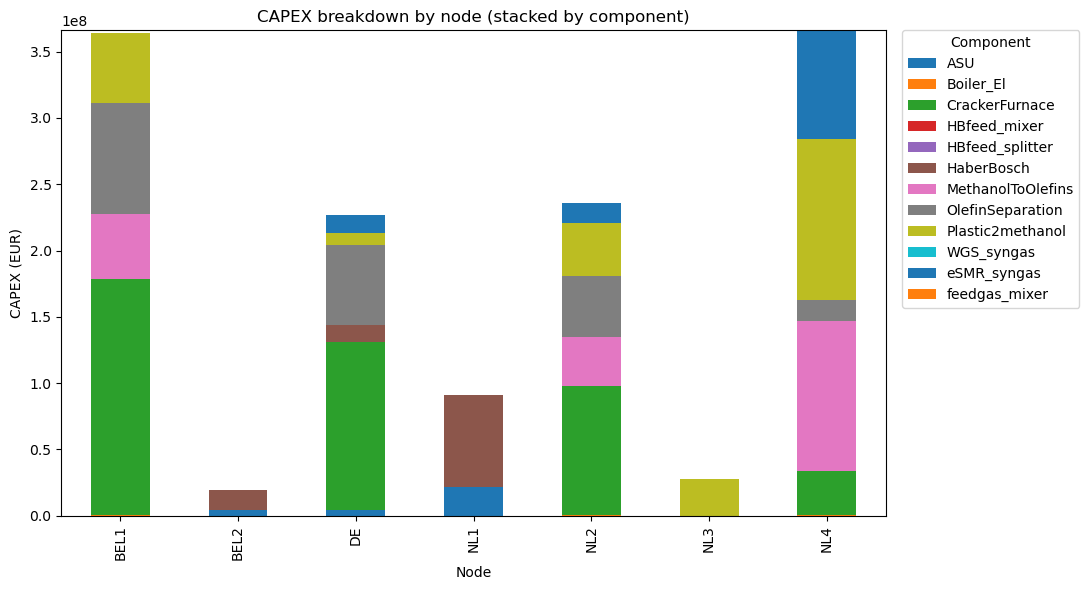 CAPEX breakdown by node (stacked by component)
1e8
CAPEX (EUR)
3.5
3.0
2.5
2.0
1.5
1.0
0.5
0.0
BEL1
BEL2
DE
NL1
NL2
NL3
NL4
Node
Component
ASU
Boiler_El
CrackerFurnace
HBfeed_mixer
HBfeed_splitter
HaberBosch
MethanolToOlefins
OlefinSeparation
Plastic2methanol
WGS_syngas
eSMR_syngas
feedgas_mixer